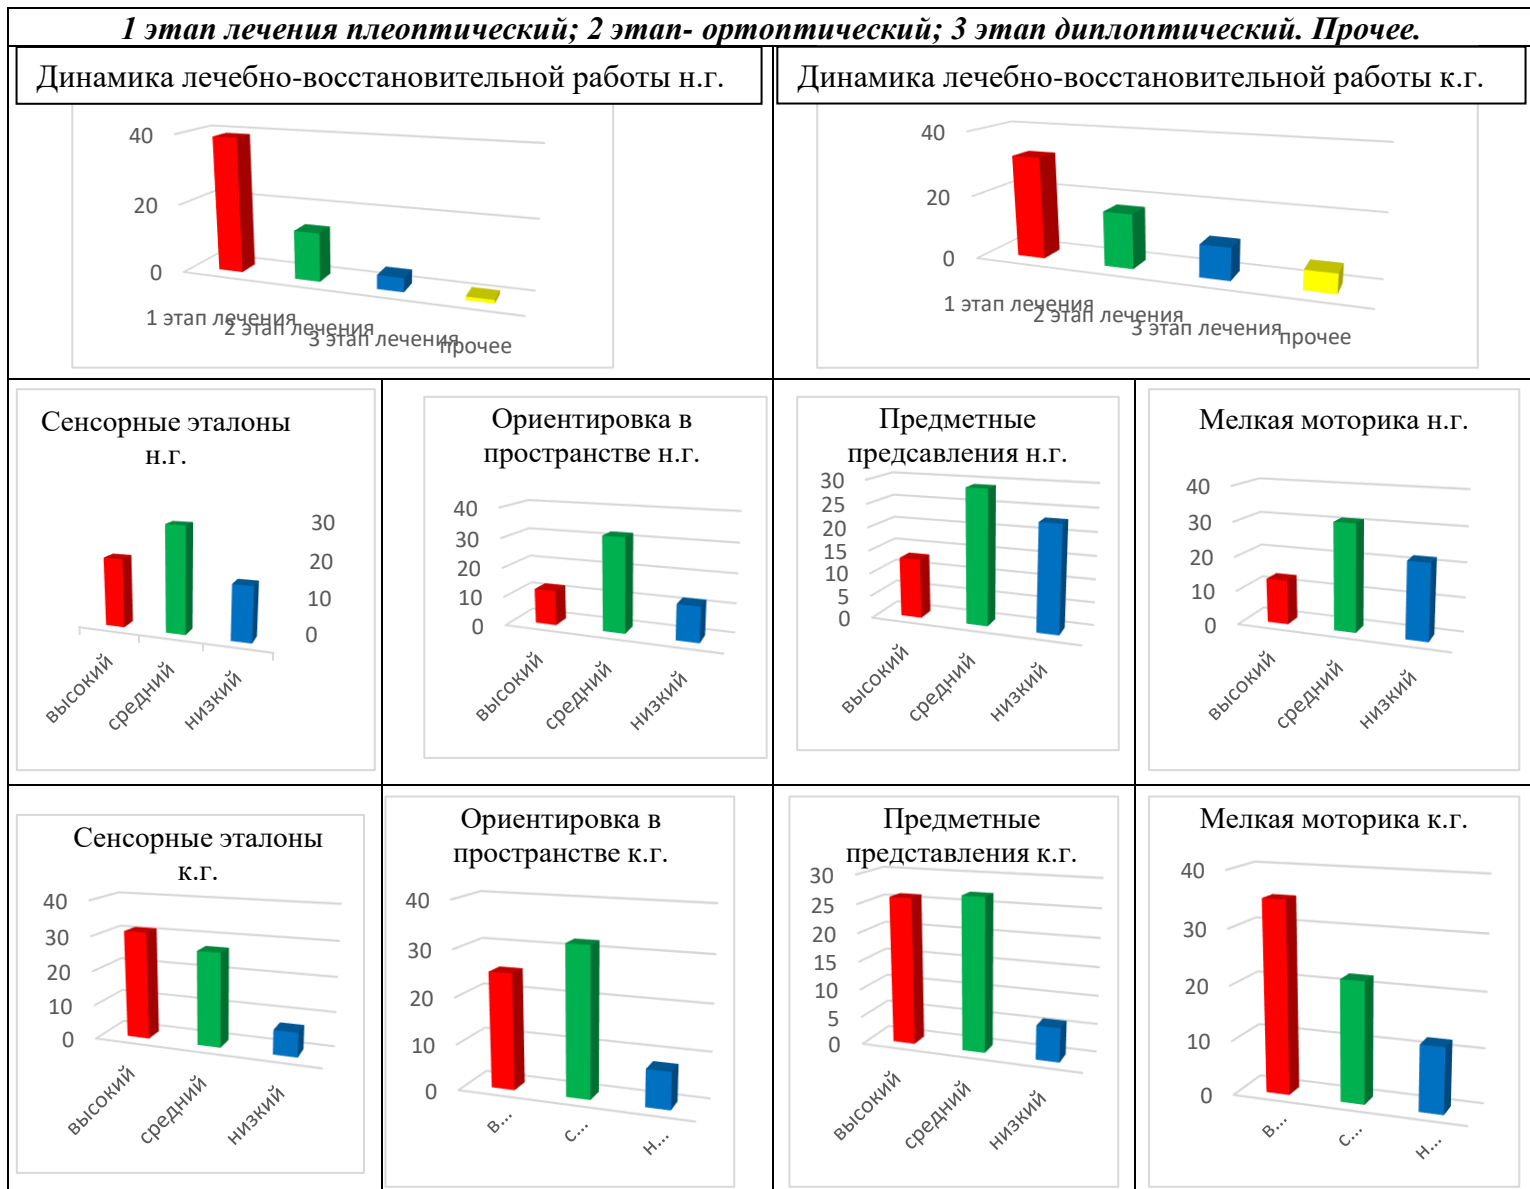 1 этап лечения плеоптический; 2 этап- ортоптический; 3 этап диплоптический. Прочее.
Динамика лечебно-восстановительной работы н.г.
40
20
0
1 этап лечения
2 этап лечения
3 этап лечения
прочее
Динамика лечебно-восстановительной работы к.г.
40
20
0
1 этап лечения
2 этап лечения
3 этап лечения
прочее
Сенсорные эталоны
н.г.
30
20
10
0
высокий
средний
низкий
Ориентировка в
пространстве н.г.
40
30
20
10
0
высокий
средний
низкий
Предметные
предсавления н.г.
30
25
20
15
10
5
0
высокий
средний
низкий
Мелкая моторика н.г.
40
30
20
10
0
высокий
средний
низкий
Сенсорные эталоны
к.г.
40
30
20
10
0
высокий
средний
низкий
Ориентировка в
пространстве к.г.
40
30
20
10
0
в...
с...
н...
Предметные
представления к.г.
30
25
20
15
10
5
0
высокий
средний
низкий
Мелкая моторика к.г.
40
30
20
10
0
в...
с...
н...